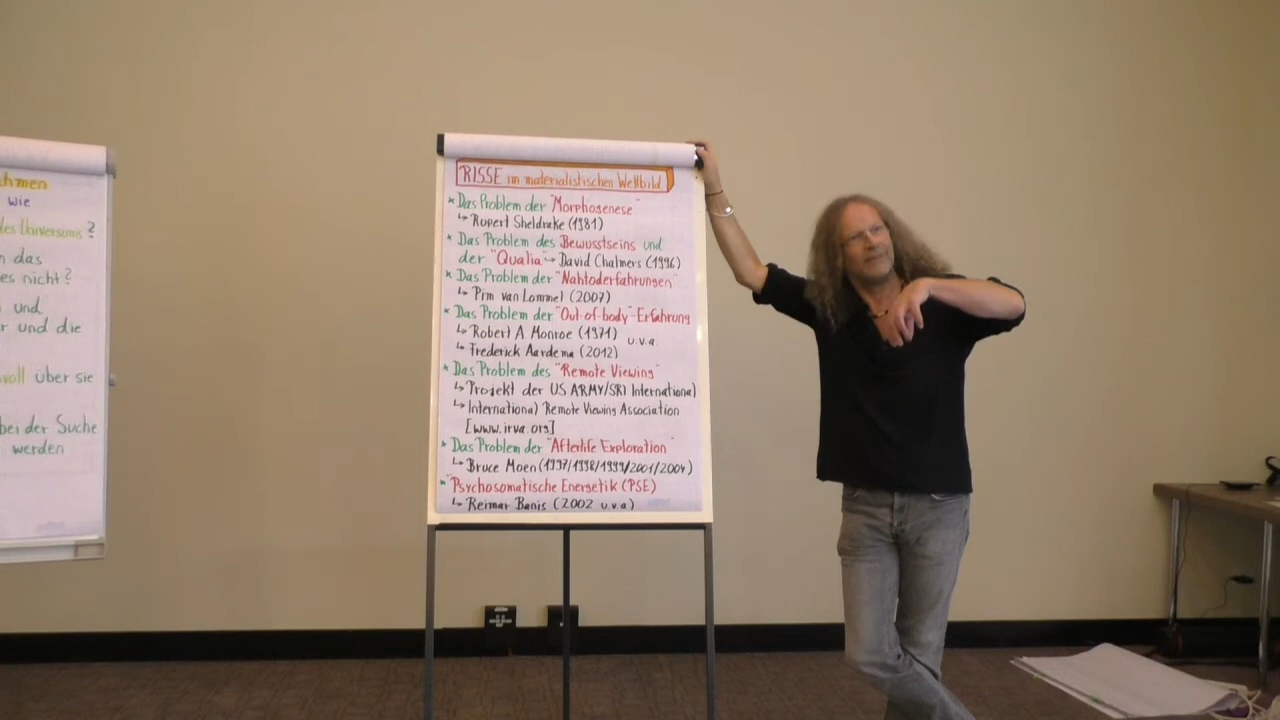 ahmen
wie
des Universums?
n das
es nicht?
und
r und die
voll über sie
bei der Suche
werden
RISSE im materialistischen Weltbild
* Das Problem der "Morphogenese"
↳ Rupert Sheldrake (1981)
* Das Problem des Bewusstseins und
der "Qualia" ↳ David Chalmers (1996)
* Das Problem der "Nahtoderfahrungen"
↳ Pim van Lommel (2007)
* Das Problem der "Out-of-body"-Erfahrung
↳ Robert A. Monroe (1971)
u.v.a.
↳ Frederick Aardema (2012)
* Das Problem des "Remote Viewing"
↳ Projekt der US ARMY/SRI International
↳ International Remote Viewing Association
[www.irva.org]
* Das Problem der "Afterlife Exploration"
↳ Bruce Moen (1997/1998/1999/2001/2004)
* "Psychosomatische Energetik (PSE)
↳ Reimar Banis (2002 u.v.a)